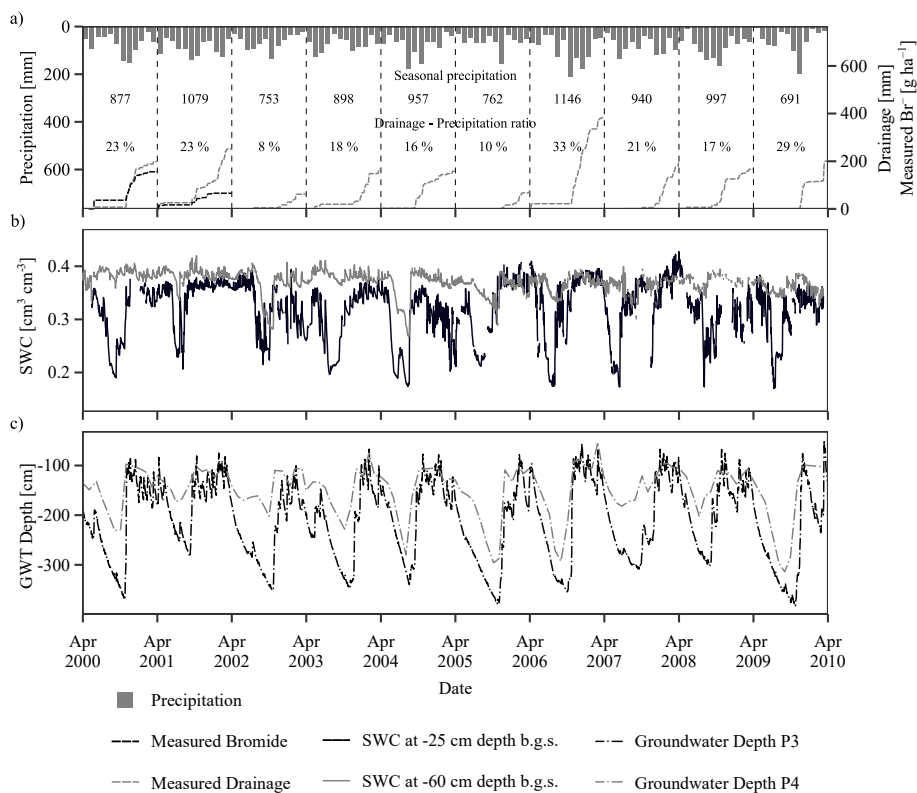 a)
0
200
400
600
Precipitation [mm]
Seasonal precipitation
877 1079 753 898 957 762 1146 940 997 691
Drainage - Precipitation ratio
23 % 23 % 8 % 18 % 16 % 10 % 33 % 21 % 17 % 29 %
600
400
200
0
Drainage [mm]
Measured Br⁻ [g ha⁻¹]
b)
0.4
0.3
0.2
SWC [cm³ cm⁻³]
c)
-100
-200
-300
GWT Depth [cm]
Apr Apr Apr Apr Apr Apr Apr Apr Apr Apr Apr
2000 2001 2002 2003 2004 2005 2006 2007 2008 2009 2010
Date
Precipitation
Measured Bromide SWC at -25 cm depth b.g.s. Groundwater Depth P3
Measured Drainage SWC at -60 cm depth b.g.s. Groundwater Depth P4